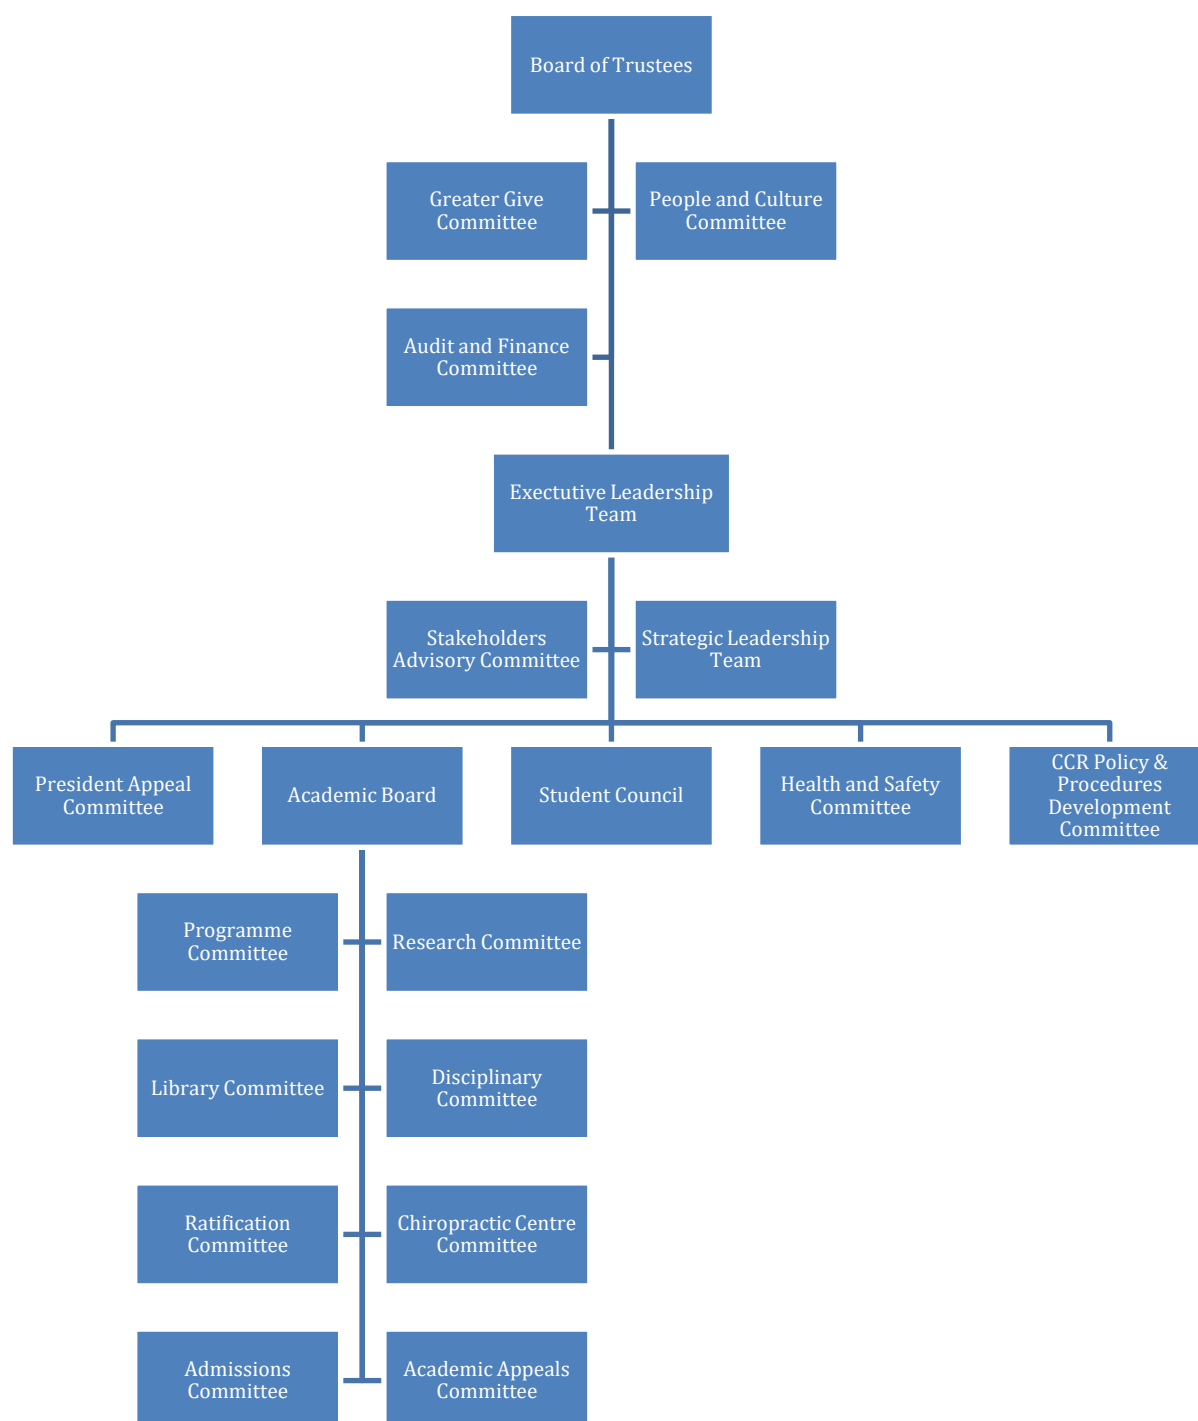 Board of Trustees
Greater Give
Committee
People and Culture
Committee
Audit and Finance
Committee
Exectutive Leadership
Team
Stakeholders
Advisory Committee
Strategic Leadership
Team
President Appeal
Committee
Academic Board
Student Council
Health and Safety
Committee
CCR Policy &
Procedures
Development
Committee
Programme
Committee
Research Committee
Library Committee
Disciplinary
Committee
Ratification
Committee
Chiropractic Centre
Committee
Admissions
Committee
Academic Appeals
Committee